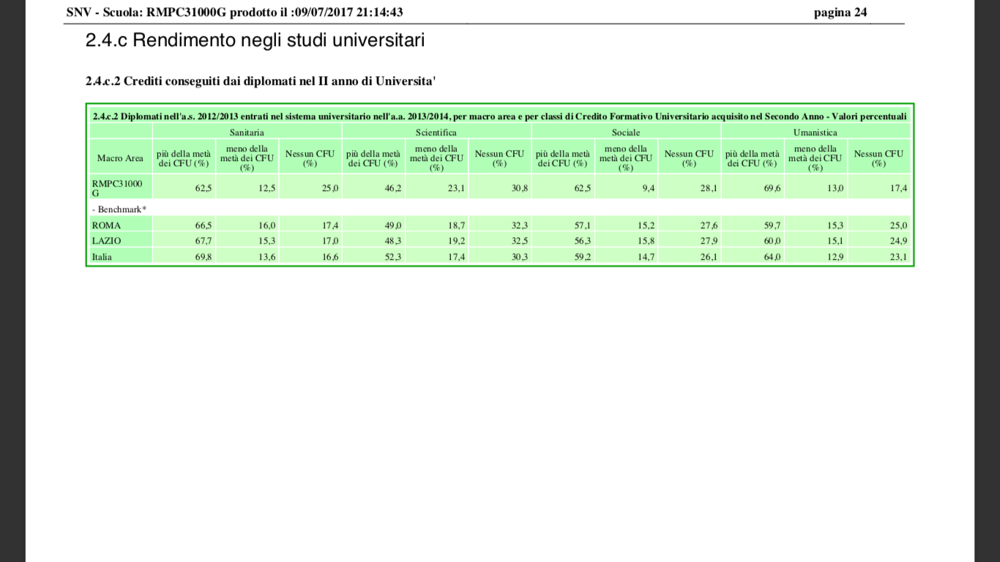 SNV - Scuola: RMPC31000G prodotto il :09/07/2017 21:14:43 pagina 24
2.4.c Rendimento negli studi universitari
2.4.c.2 Crediti conseguiti dai diplomati nel II anno di Universita'
2.4.c.2 Diplomati nell'a.s. 2012/2013 entrati nel sistema universitario nell'a.a. 2013/2014, per macro area e per classi di Credito Formativo Universitario acquisito nel Secondo Anno - Valori percentuali
Sanitaria Scientifica Sociale Umanistica
Macro Area più della metà dei CFU (%) meno della metà dei CFU (%) Nessun CFU (%) più della metà dei CFU (%) meno della metà dei CFU (%) Nessun CFU (%) più della metà dei CFU (%) meno della metà dei CFU (%) Nessun CFU (%) più della metà dei CFU (%) meno della metà dei CFU (%) Nessun CFU (%)
RMPC31000G 62,5 12,5 25,0 46,2 23,1 30,8 62,5 9,4 28,1 69,6 13,0 17,4
- Benchmark*
ROMA 66,5 16,0 17,4 49,0 18,7 32,3 57,1 15,2 27,6 59,7 15,3 25,0
LAZIO 67,7 15,3 17,0 48,3 19,2 32,5 56,3 15,8 27,9 60,0 15,1 24,9
Italia 69,8 13,6 16,6 52,3 17,4 30,3 59,2 14,7 26,1 64,0 12,9 23,1